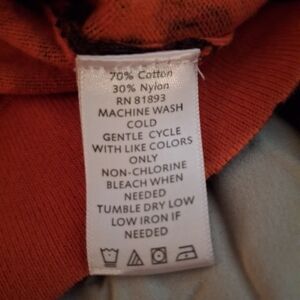 70% Cotton
30% Nylon
RN 81893
MACHINE WASH
COLD
GENTLE CYCLE
WITH LIKE COLORS
ONLY
NON-CHLORINE
BLEACH WHEN
NEEDED
TUMBLE DRY LOW
LOW IRON IF
NEEDED